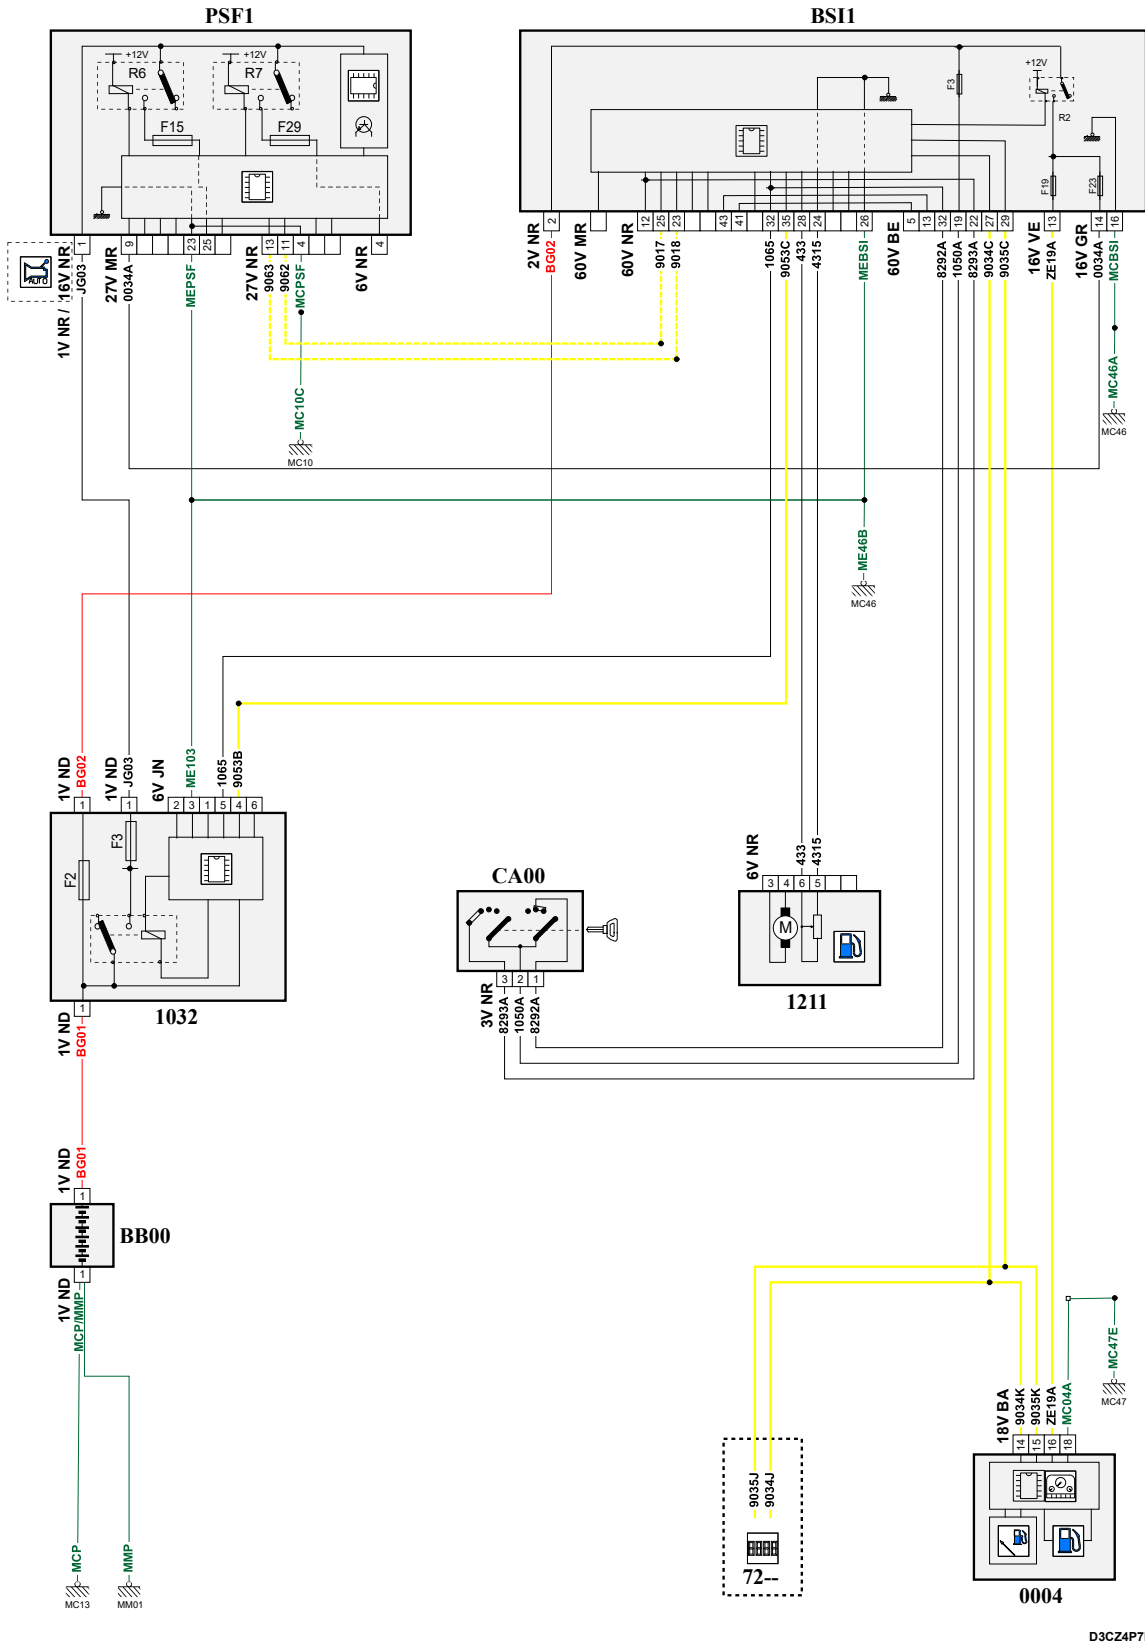 PSF1
BSI1
+12V
+12V
R6
R7
F15
F29
F3
+12V
R2
F19
F23
1 9 23 25 13 11 4 4
AUTO
1V NR / 16V NR
JG03
27V MR
0034A
MEPSF
27V NR
9063
9062
MCPSF
6V NR
2 12 25 23 43 41 32 35 28 24 26 5 13 32 19 22 27 29 13 14 16
2V NR
BG02
60V MR
60V NR
9017
9018
1065
9053C
433
4315
MEBSI
60V BE
8292A
1050A
8293A
9034C
9035C
16V VE
ZE19A
16V GR
0034A
MCBSI
MC10C
MC10
MC46A
MC46
ME46B
MC46
1V ND
BG02
1V ND
JG03
6V JN
ME103
1065
9053B
1 1 2 3 1 5 4 6
F2
F3
1
1032
1V ND
BG01
CA00
3 2 1
3V NR
8293A
1050A
8292A
6V NR
433
4315
3 4 6 5
M
1211
1V ND
BG01
1
BB00
1
1V ND
MCP/MMP
MCP
MMP
MC13
MM01
9035J
9034J
72--
18V BA
9034K
9035K
ZE19A
MC04A
MC47E
MC47
14 15 16 18
0004
D3CZ4P7